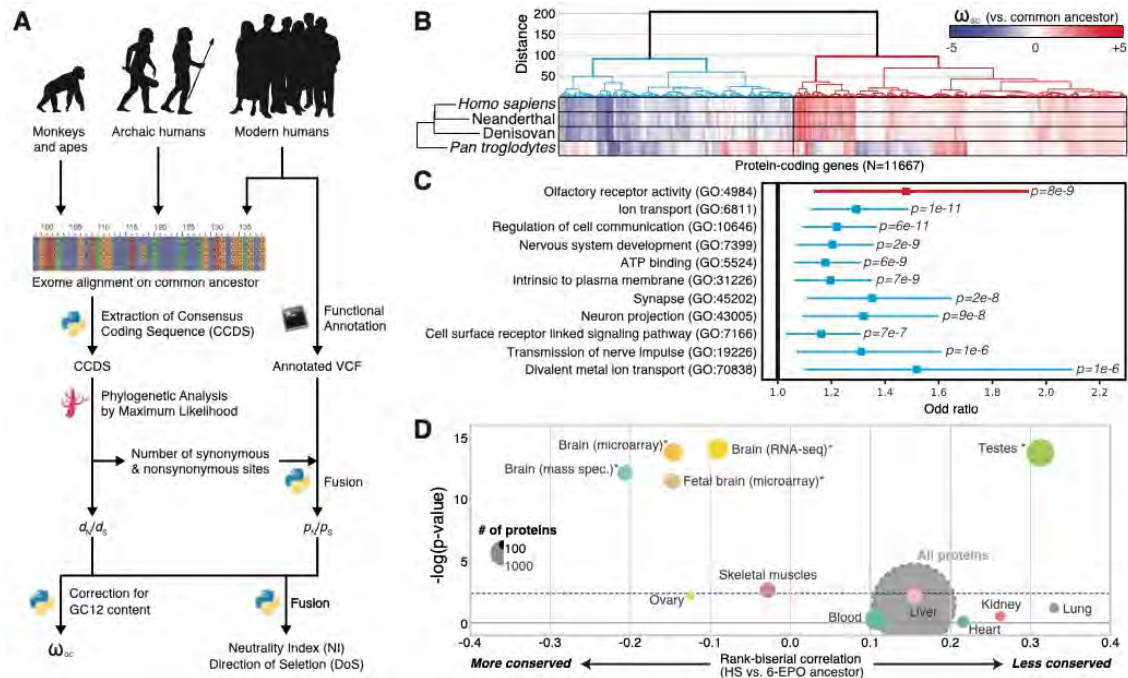 A
Monkeys
and apes
Archaic humans
Modern humans
100 105 110 115 120 125 130 135
Exome alignment on common ancestor
Extraction of Consensus
Coding Sequence (CCDS)
Functional
Annotation
CCDS
Annotated VCF
Phylogenetic Analysis
by Maximum Likelihood
Number of synonymous
& nonsynonymous sites
Fusion
dN/dS
pN/pS
Correction for
GC12 content
Fusion
ωGC
Neutrality Index (NI)
Direction of Seletion (DoS)
B
Distance
200
150
100
50
ωGC (vs. common ancestor)
-5 0 +5
Homo sapiens
Neanderthal
Denisovan
Pan troglodytes
Protein-coding genes (N=11667)
C
Olfactory receptor activity (GO:4984) p=8e-9
Ion transport (GO:6811) p=1e-11
Regulation of cell communication (GO:10646) p=6e-11
Nervous system development (GO:7399) p=2e-9
ATP binding (GO:5524) p=6e-9
Intrinsic to plasma membrane (GO:31226) p=7e-9
Synapse (GO:45202) p=2e-8
Neuron projection (GO:43005) p=9e-8
Cell surface receptor linked signaling pathway (GO:7166) p=7e-7
Transmission of nerve Impulse (GO:19226) p=1e-6
Divalent metal ion transport (GO:70838) p=1e-6
1.0 1.2 1.4 1.6 1.8 2.0 2.2
Odd ratio
D
-log(p-value)
15
10
5
0
Brain (microarray)*
Brain (RNA-seq)*
Testes *
Brain (mass spec.)*
Fetal brain (microarray)*
# of proteins
100
1000
All proteins
Skeletal muscles
Ovary
Liver
Blood
Kidney
Lung
Heart
-0.4 -0.3 -0.2 -0.1 0.0 0.1 0.2 0.3 0.4
More conserved
Rank-biserial correlation
(HS vs. 6-EPO ancestor)
Less conserved